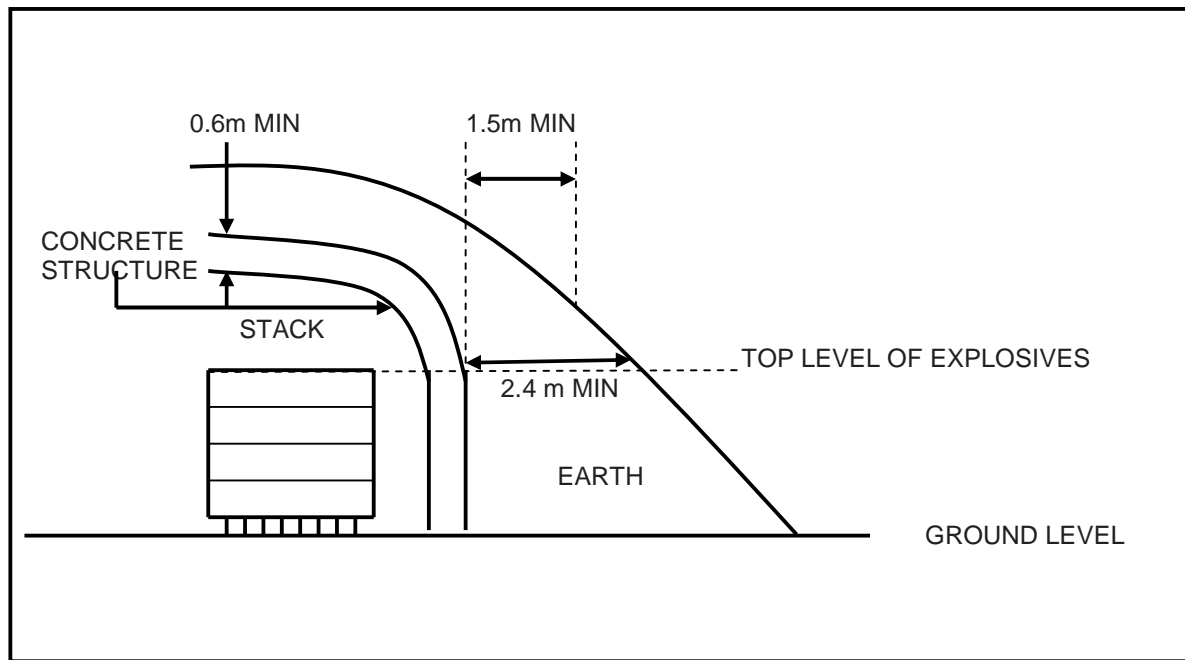 0.6m MIN
1.5m MIN
CONCRETE
STRUCTURE
STACK
TOP LEVEL OF EXPLOSIVES
2.4 m MIN
EARTH
GROUND LEVEL